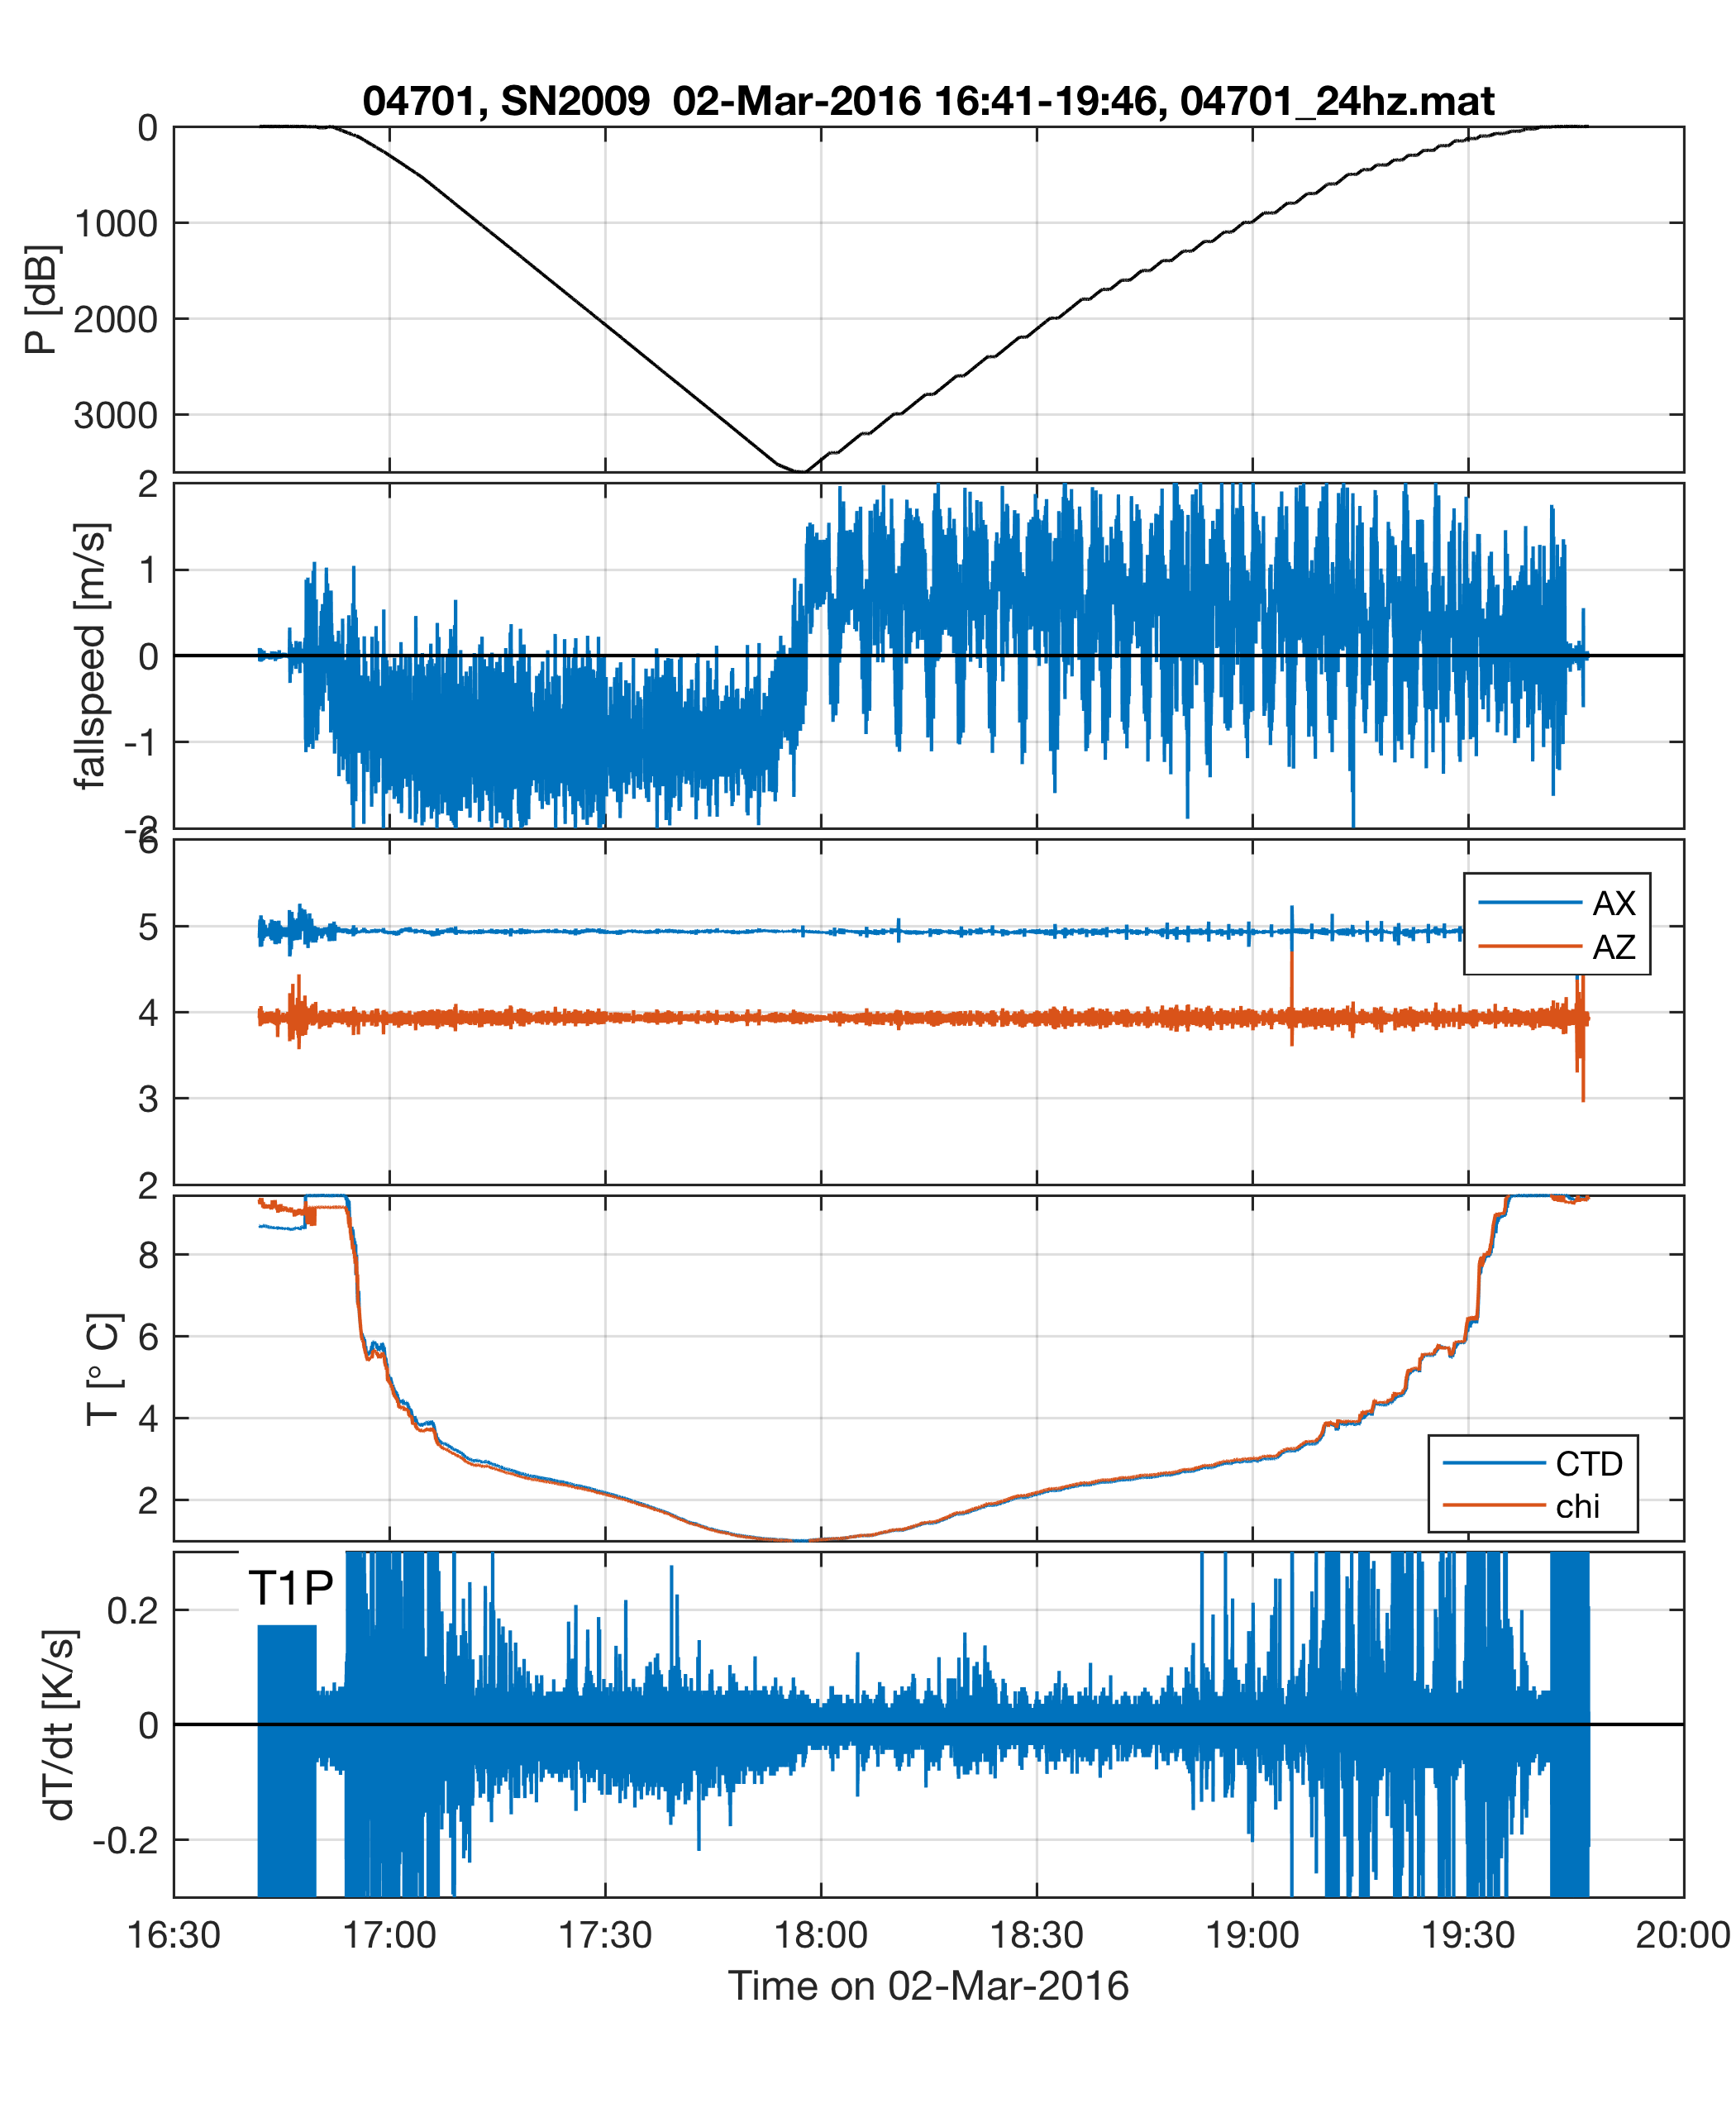 04701, SN2009  02-Mar-2016 16:41-19:46, 04701_24hz.mat
0
1000
2000
3000
P [dB]
2
1
0
-1
-2
fallspeed [m/s]
6
5
4
3
2
AX
AZ
8
6
4
2
T [° C]
CTD
chi
T1P
0.2
0
-0.2
dT/dt [K/s]
16:30 17:00 17:30 18:00 18:30 19:00 19:30 20:00
Time on 02-Mar-2016